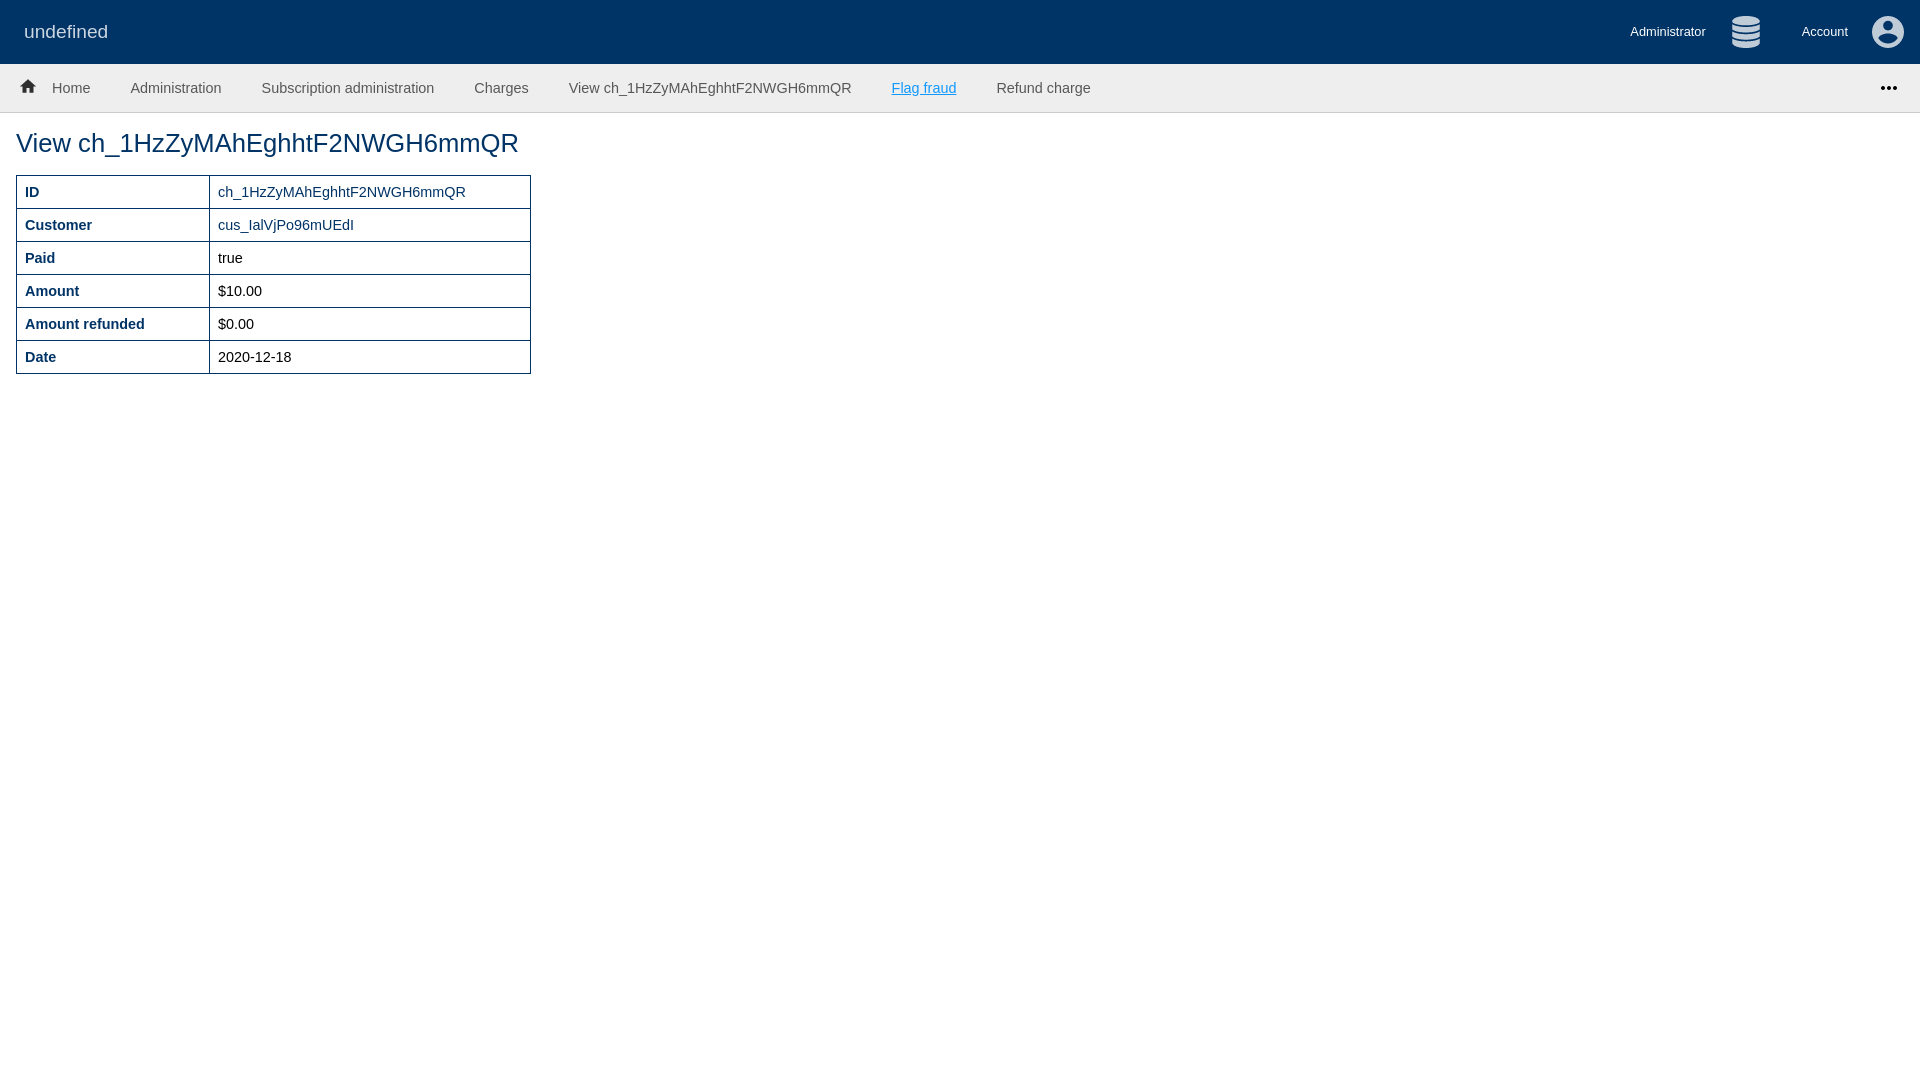 undefined
Administrator
Account
Home Administration Subscription administration Charges View ch_1HzZyMAhEghhtF2NWGH6mmQR Flag fraud Refund charge
View ch_1HzZyMAhEghhtF2NWGH6mmQR
ID ch_1HzZyMAhEghhtF2NWGH6mmQR
Customer cus_IalVjPo96mUEdI
Paid true
Amount $10.00
Amount refunded $0.00
Date 2020-12-18